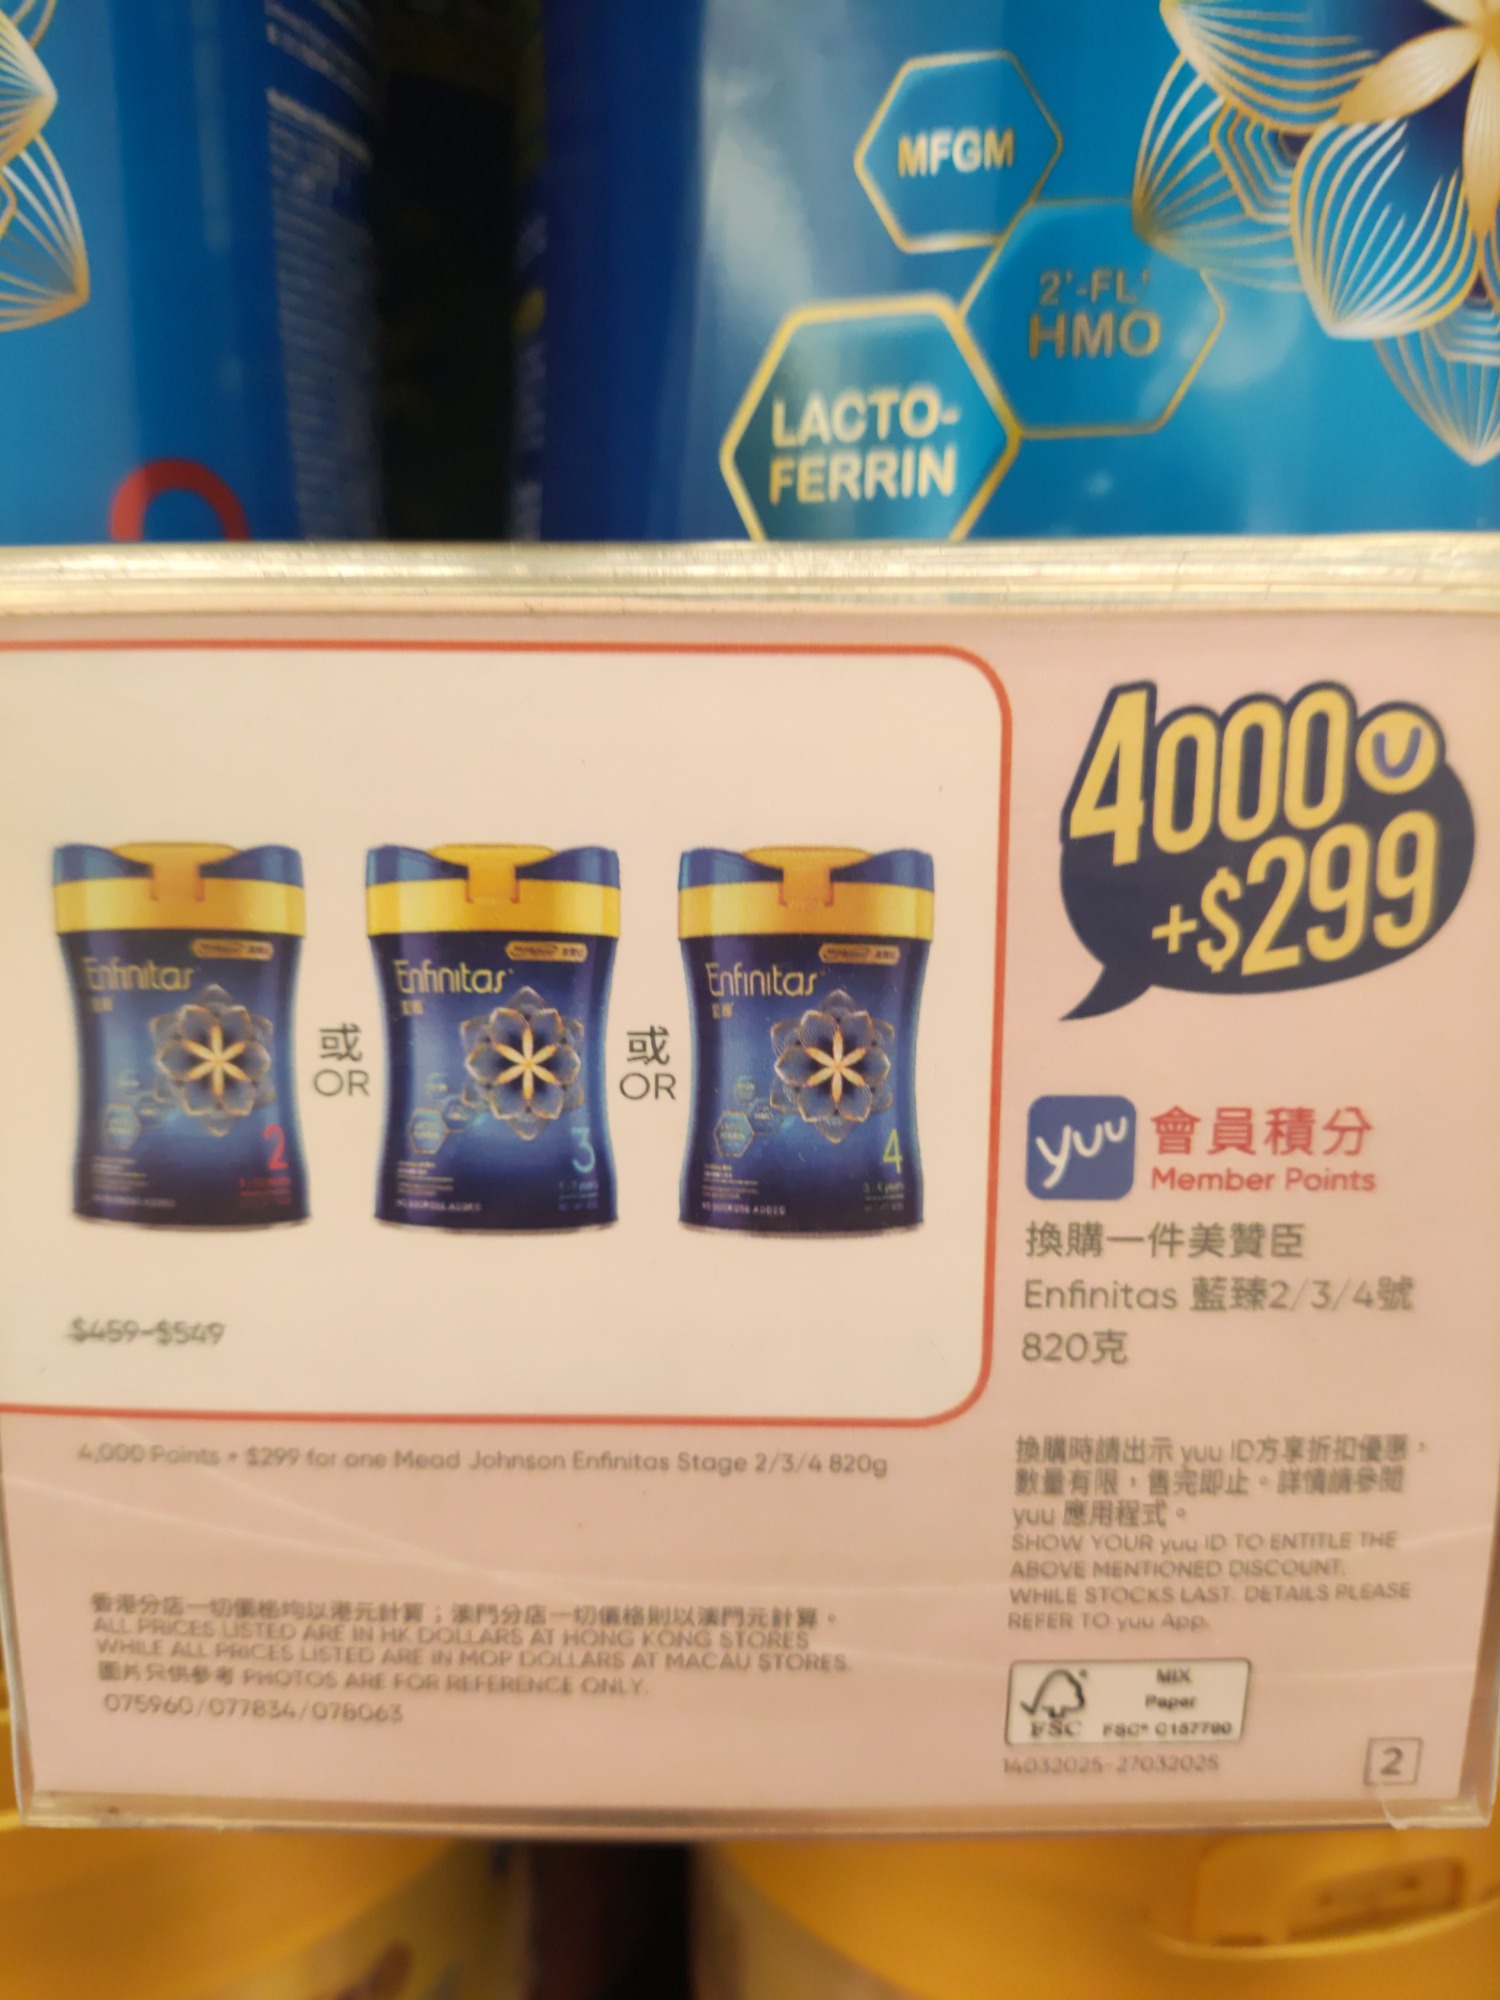 MFGM
2'-FL
HMO
LACTO-
FERRIN
4000
+$299
Enfinitas
2
或
OR
Enfinitas
3
或
OR
Enfinitas
4
NO SUCROSE ADDED
$459-$549
yuu 會員積分
Member Points
換購一件美贊臣
Enfinitas 藍臻2/3/4號
820克
4,000 Points + $299 for one Mead Johnson Enfinitas Stage 2/3/4 820g
換購時請出示 yuu ID方享折扣優惠，
數量有限，售完即止。詳情請參閱
yuu 應用程式。
SHOW YOUR yuu ID TO ENTITLE THE
ABOVE MENTIONED DISCOUNT.
WHILE STOCKS LAST. DETAILS PLEASE
REFER TO yuu App.
香港分店一切價格均以港元計算；澳門分店一切價格則以澳門元計算。
ALL PRICES LISTED ARE IN HK DOLLARS AT HONG KONG STORES
WHILE ALL PRICES LISTED ARE IN MOP DOLLARS AT MACAU STORES.
圖片只供參考 PHOTOS ARE FOR REFERENCE ONLY.
075960/077834/078063
FSC
MIX
Paper
FSC® C157790
14032025-27032025
2